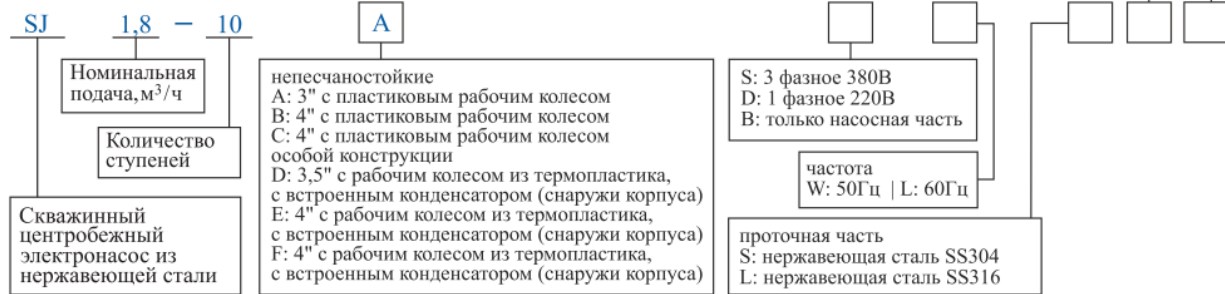 SJ 1,8 – 10 A
Номинальная
подача,м³/ч
Количество
ступеней
Скважинный
центробежный
электронасос из
нержавеющей стали
непесчаностойкие
A: 3" с пластиковым рабочим колесом
B: 4" с пластиковым рабочим колесом
C: 4" с пластиковым рабочим колесом
особой конструкции
D: 3,5" с рабочим колесом из термопластика,
с встроенным конденсатором (снаружи корпуса)
E: 4" с рабочим колесом из термопластика,
с встроенным конденсатором (снаружи корпуса)
F: 4" с рабочим колесом из термопластика,
с встроенным конденсатором (снаружи корпуса)
S: 3 фазное 380В
D: 1 фазное 220В
B: только насосная часть
частота
W: 50Гц | L: 60Гц
проточная часть
S: нержавеющая сталь SS304
L: нержавеющая сталь SS316